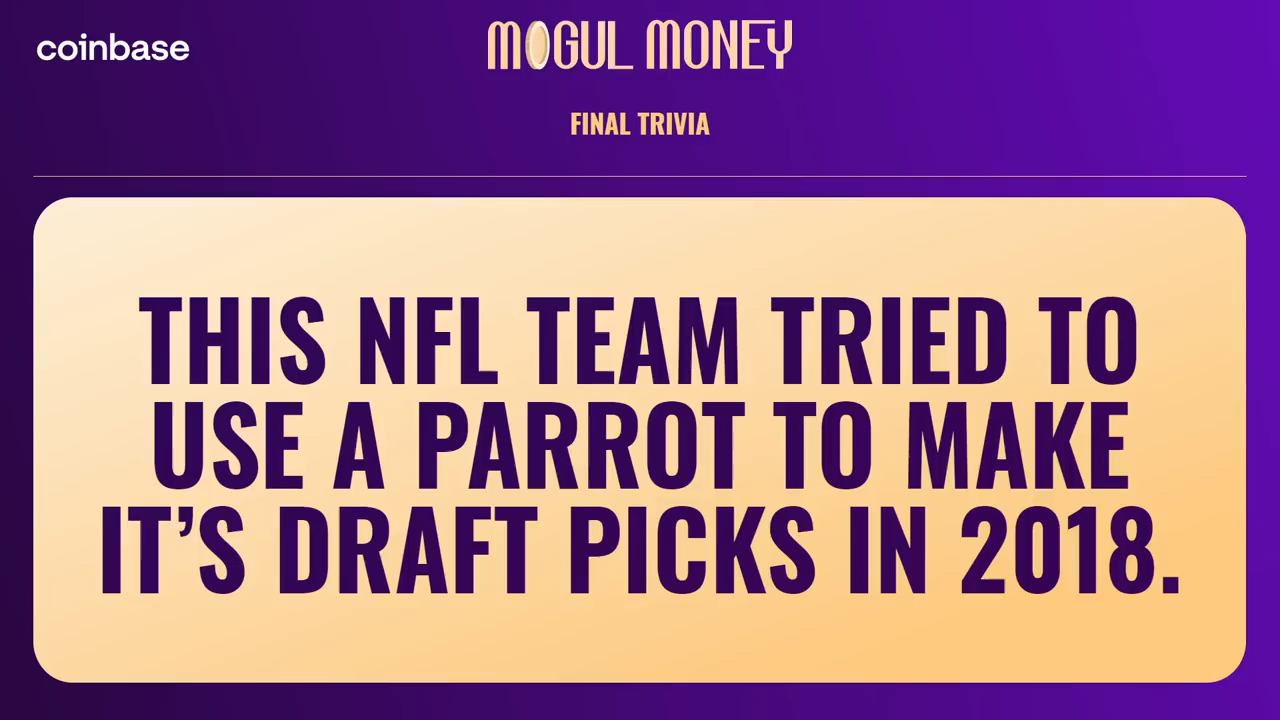 coinbase
MOGUL MONEY
FINAL TRIVIA
THIS NFL TEAM TRIED TO
USE A PARROT TO MAKE
IT’S DRAFT PICKS IN 2018.